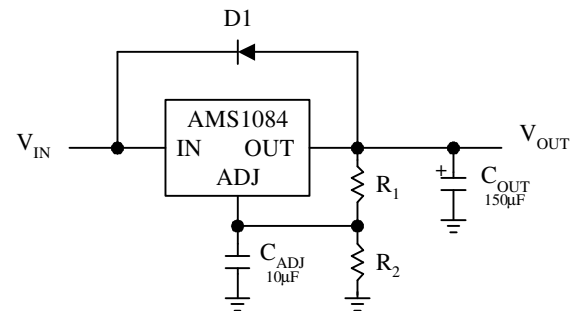 D1
AMS1084
V_IN IN OUT V_OUT
ADJ
R_1
+ C_OUT
150µF
C_ADJ
10µF
R_2